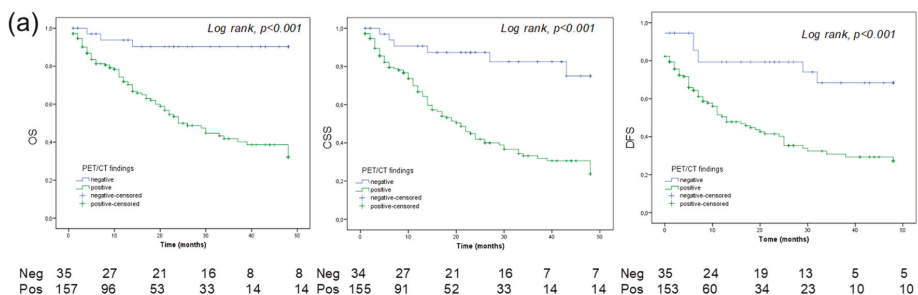 (a)
Log rank, p<0.001
1,0
0,8
0,6
0,4
0,2
0,0
OS
PET/CT findings
negative
positive
negative-censored
positive-censored
0 10 20 30 40 50
Time (months)
Neg 35 27 21 16 8 8
Pos 157 96 53 33 14 14
Log rank, p<0.001
1,0
0,8
0,6
0,4
0,2
0,0
CSS
PET/CT findings
negative
positive
negative-censored
positive-censored
0 10 20 30 40 50
Time (months)
Neg 34 27 21 16 7 7
Pos 155 91 52 33 14 14
Log rank, p<0.001
1,0
0,8
0,6
0,4
0,2
0,0
DFS
PET/CT findings
negative
positive
negative-censored
positive-censored
0 10 20 30 40 50
Tome (months)
Neg 35 24 19 13 5 5
Pos 153 60 34 23 10 10